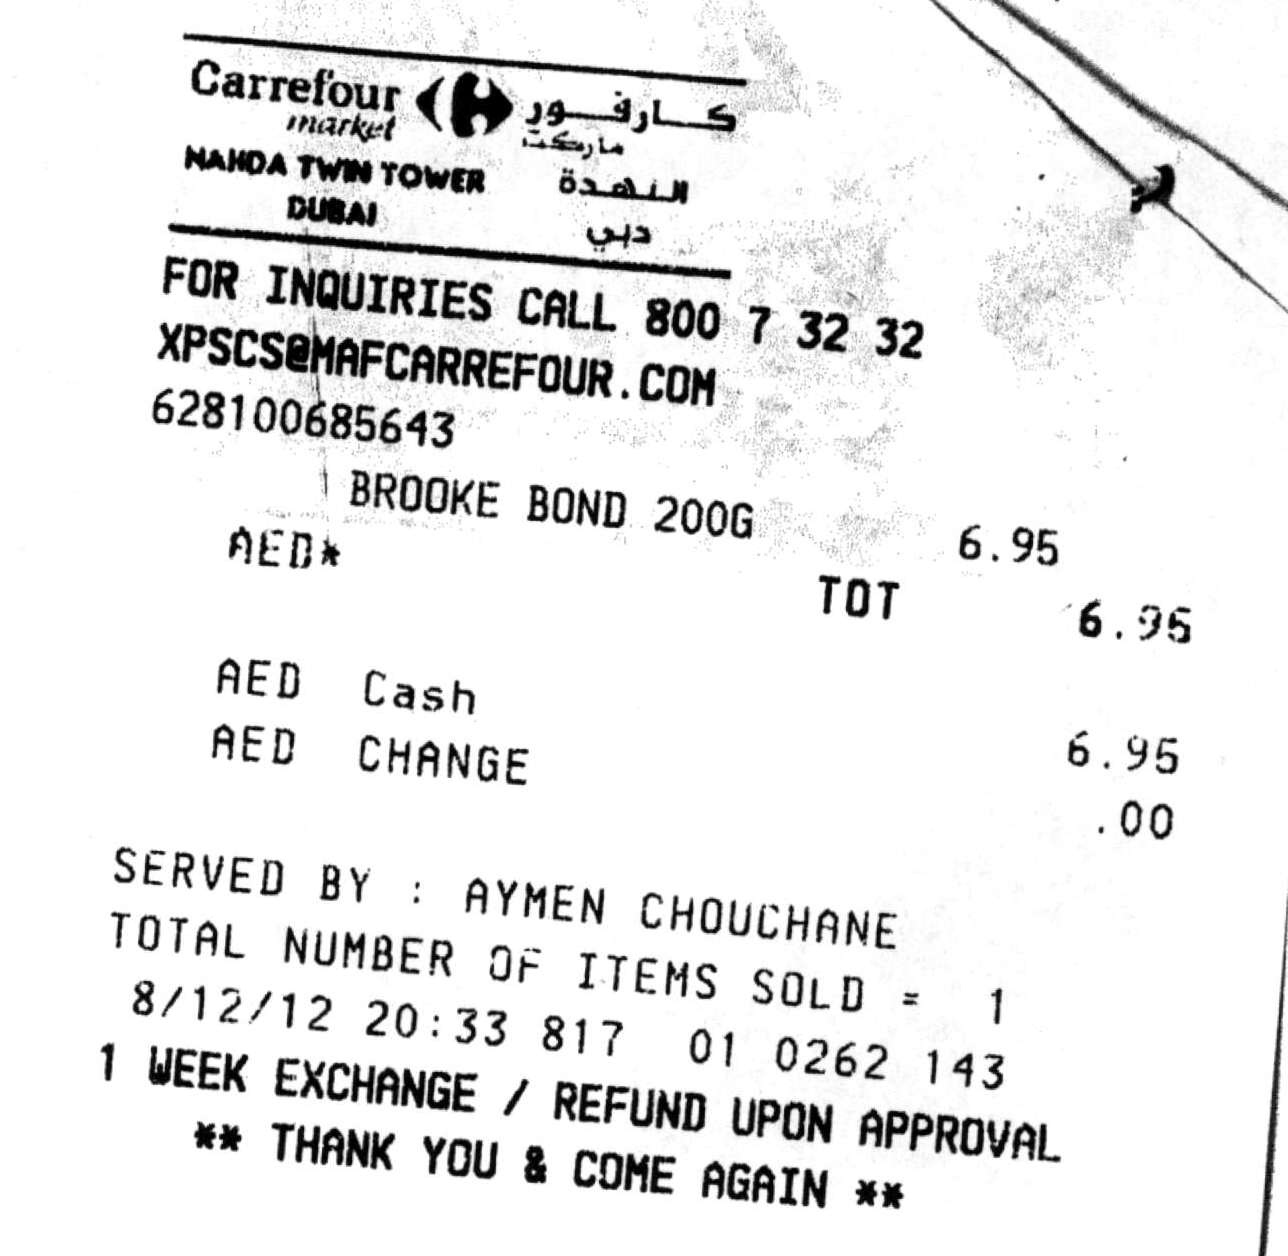 Carrefour كارفور
market ماركت
NAHDA TWIN TOWER النهدة
DUBAI دبي
FOR INQUIRIES CALL 800 7 32 32
XPSCS@MAFCARREFOUR.COM
628100685643
BROOKE BOND 200G 6.95
AED* TOT 6.95
AED Cash 6.95
AED CHANGE .00
SERVED BY : AYMEN CHOUCHANE
TOTAL NUMBER OF ITEMS SOLD = 1
8/12/12 20:33 817 01 0262 143
1 WEEK EXCHANGE / REFUND UPON APPROVAL
** THANK YOU & COME AGAIN **